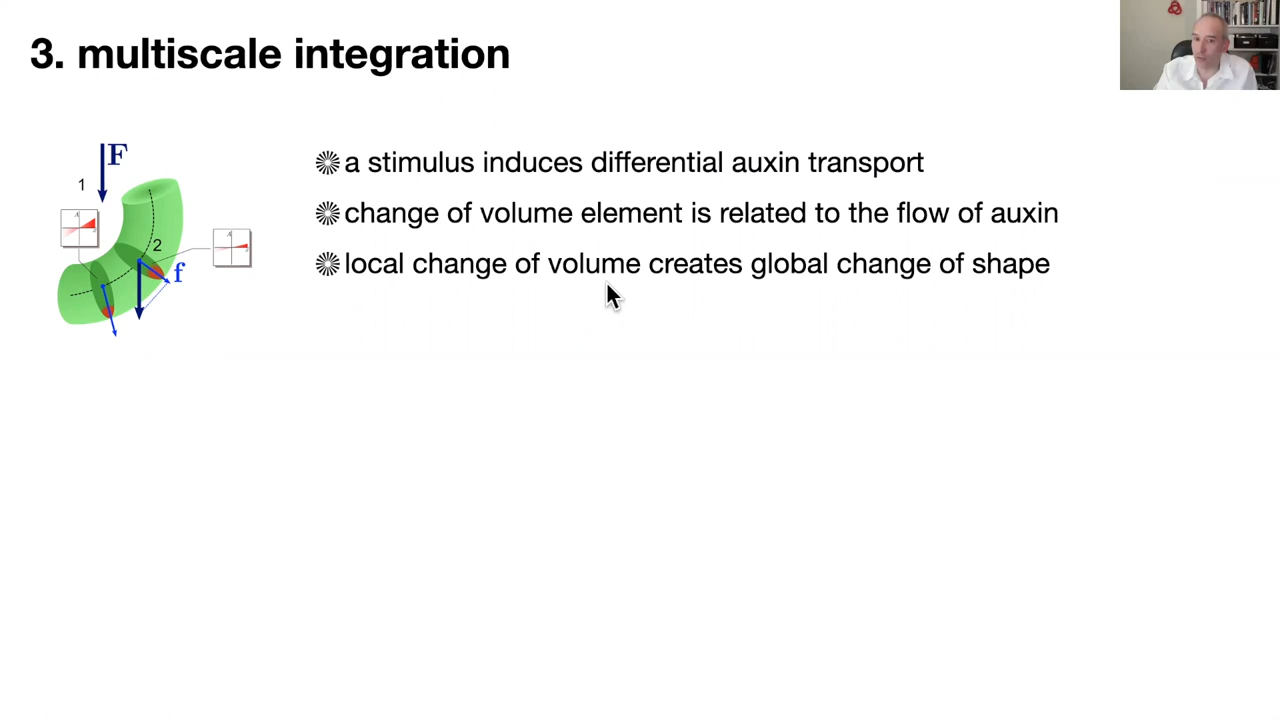 3. multiscale integration
F
1
2
f
a stimulus induces differential auxin transport
change of volume element is related to the flow of auxin
local change of volume creates global change of shape